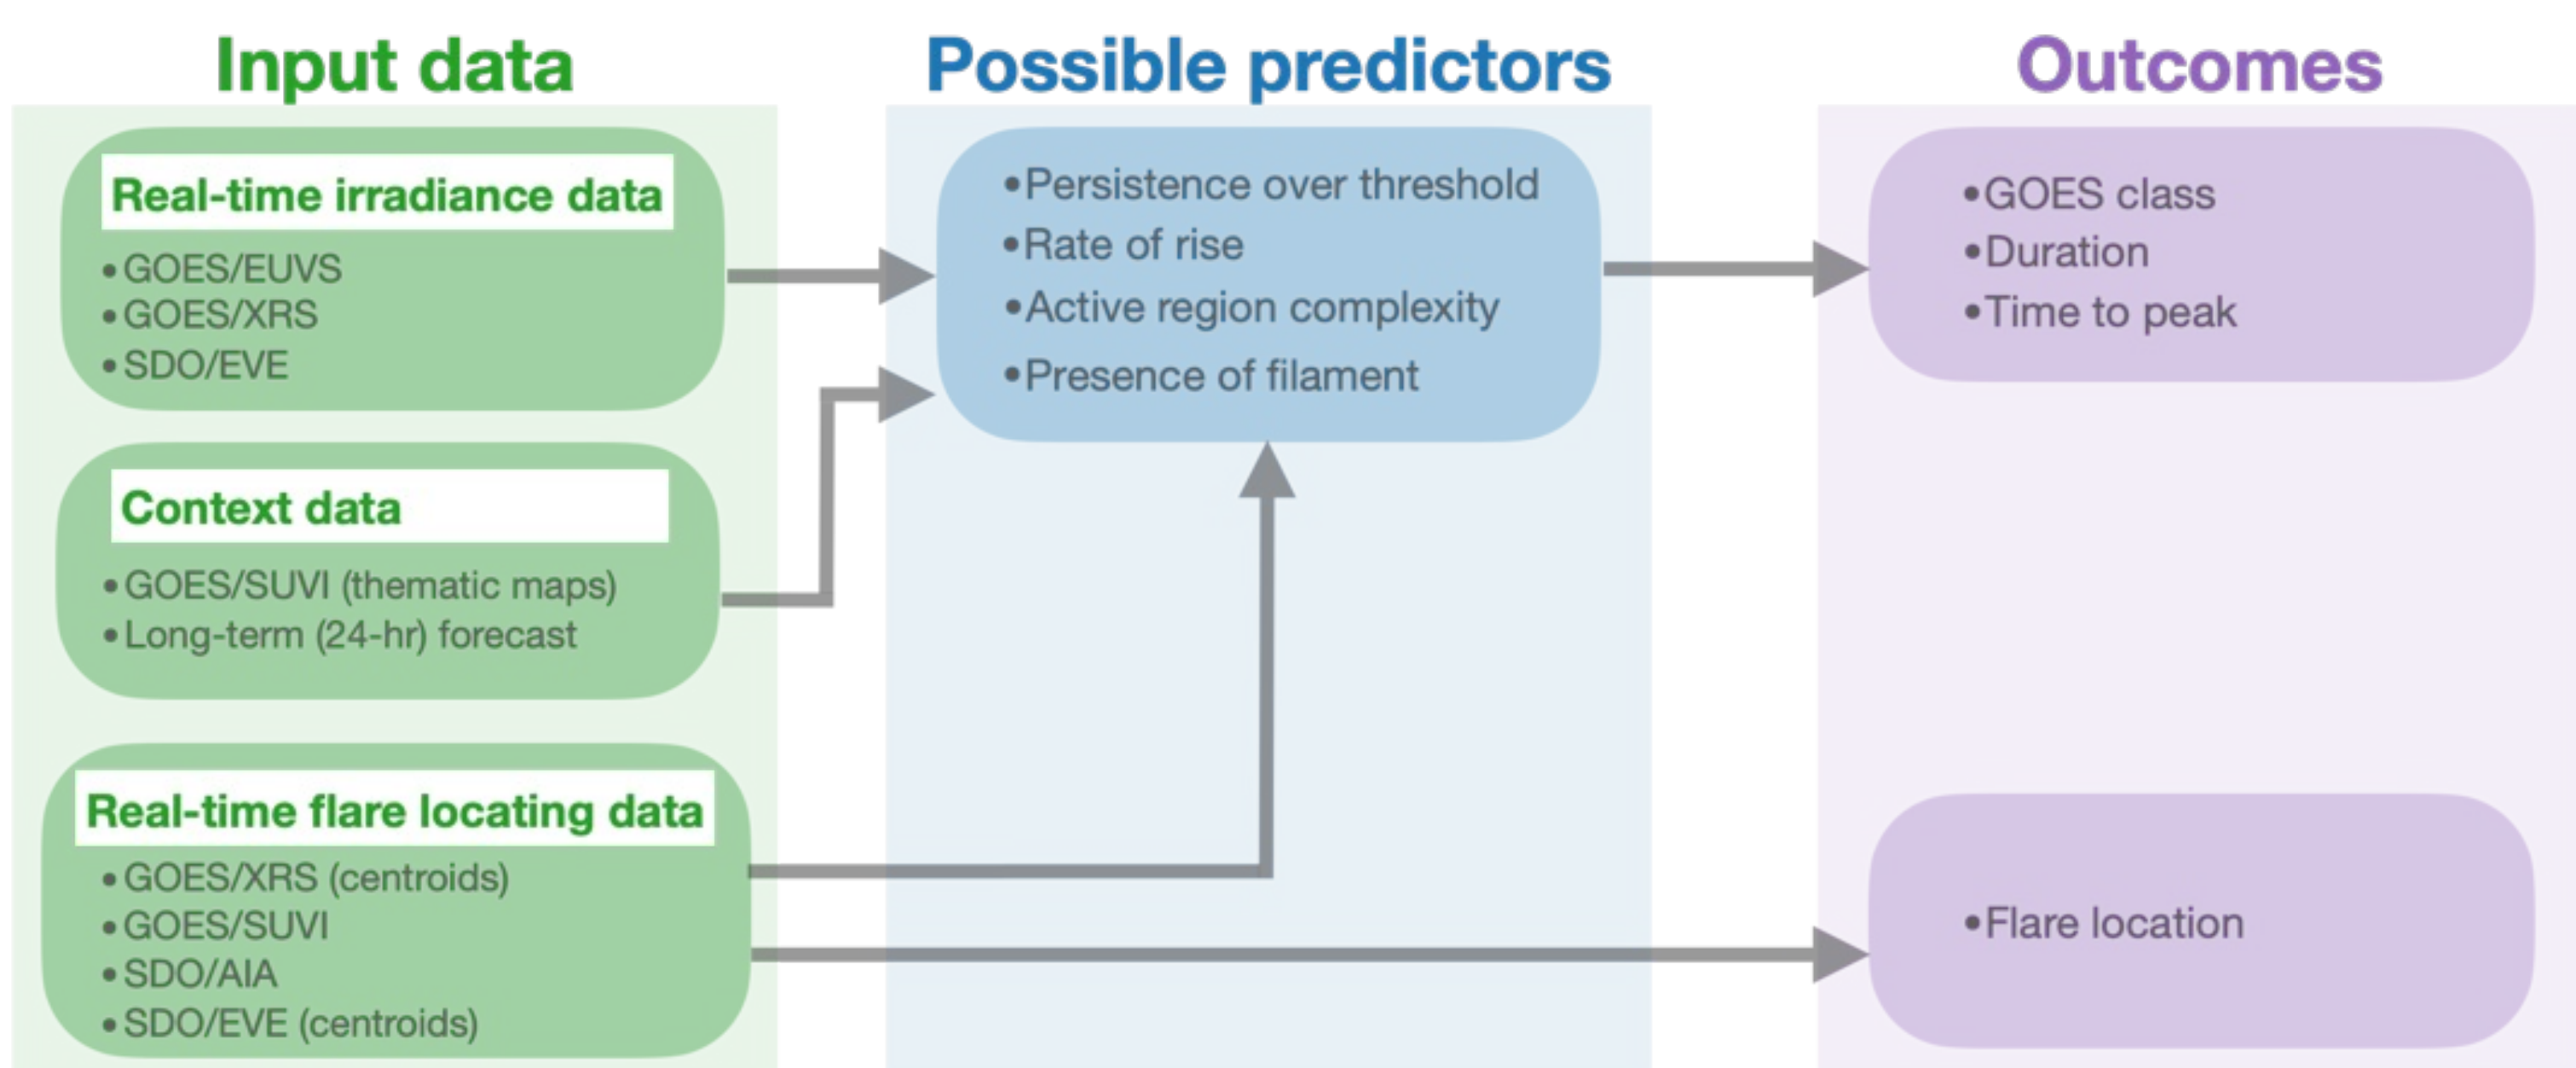 Input data
Real-time irradiance data
•GOES/EUVS
•GOES/XRS
•SDO/EVE
Context data
•GOES/SUVI (thematic maps)
•Long-term (24-hr) forecast
Real-time flare locating data
•GOES/XRS (centroids)
•GOES/SUVI
•SDO/AIA
•SDO/EVE (centroids)
Possible predictors
•Persistence over threshold
•Rate of rise
•Active region complexity
•Presence of filament
Outcomes
•GOES class
•Duration
•Time to peak
•Flare location